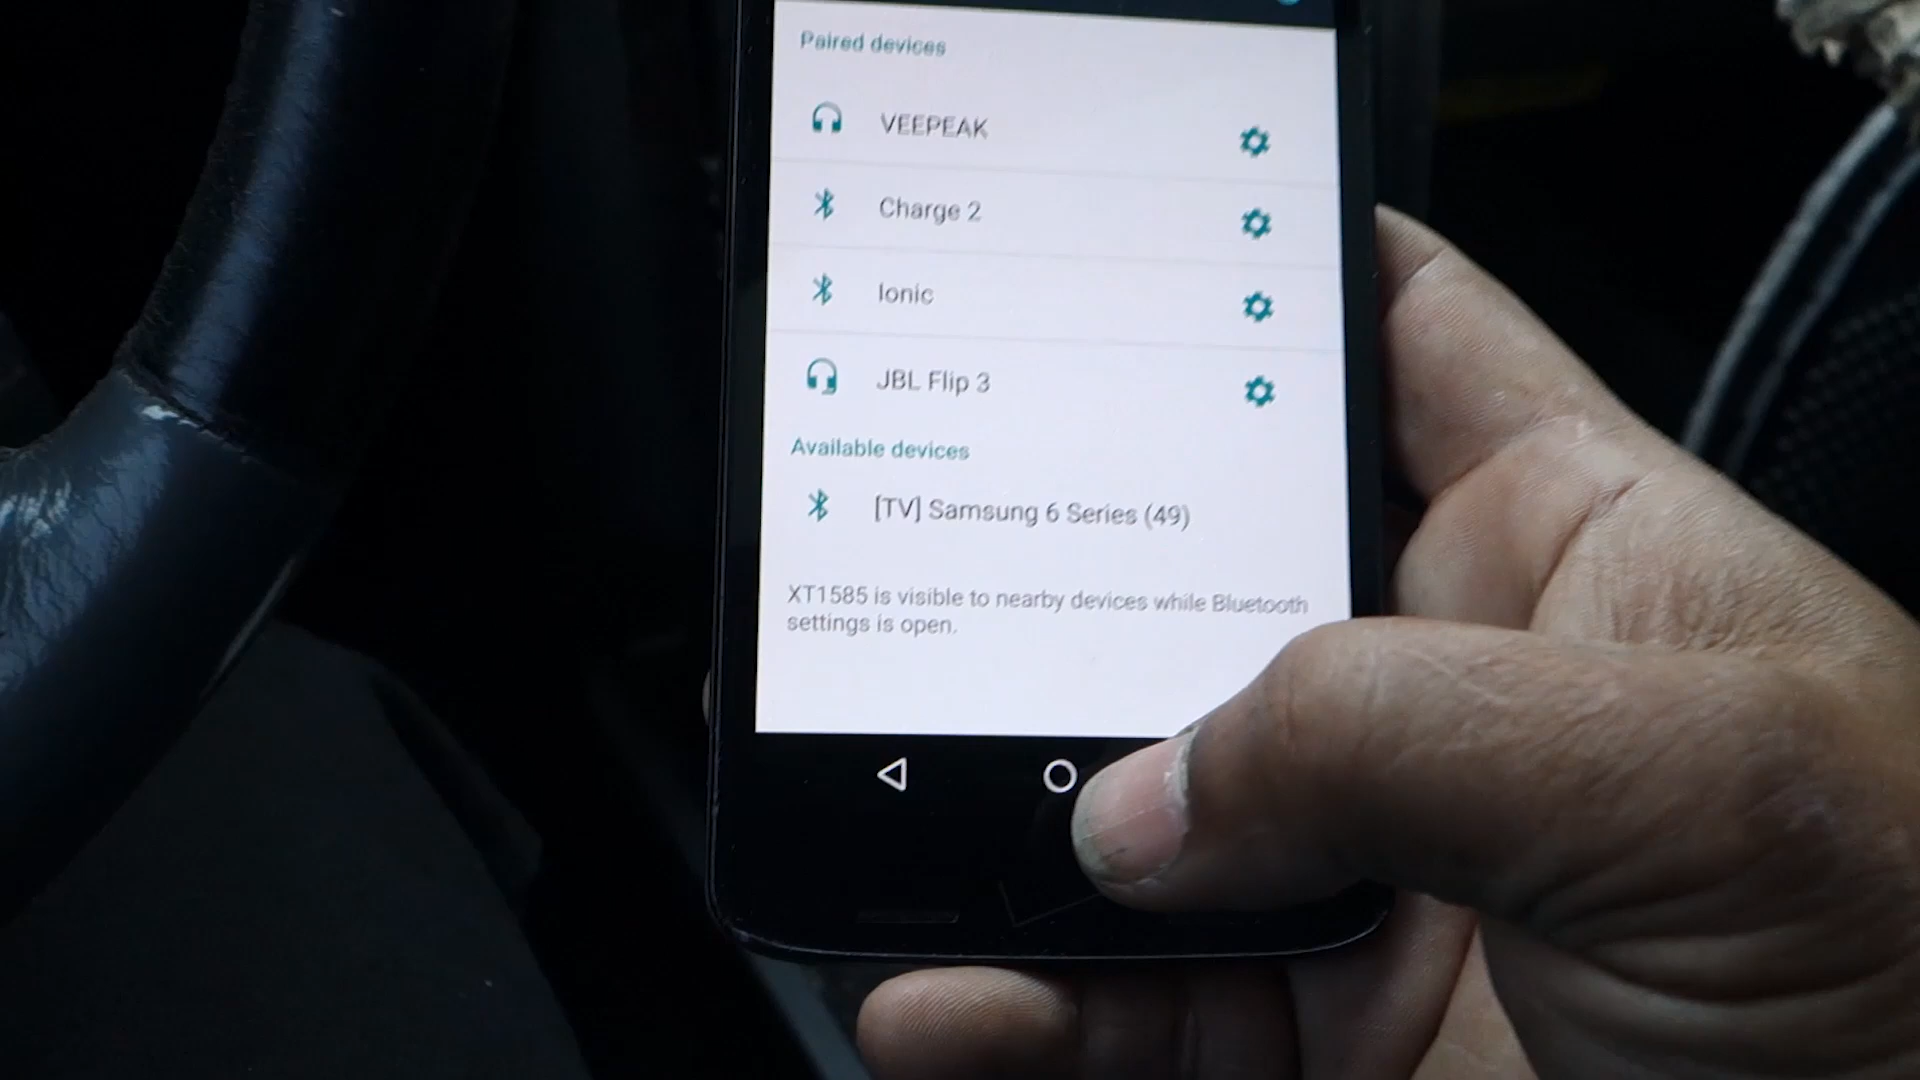 Paired devices
VEEPEAK
Charge 2
Ionic
JBL Flip 3
Available devices
[TV] Samsung 6 Series (49)
XT1585 is visible to nearby devices while Bluetooth
settings is open.